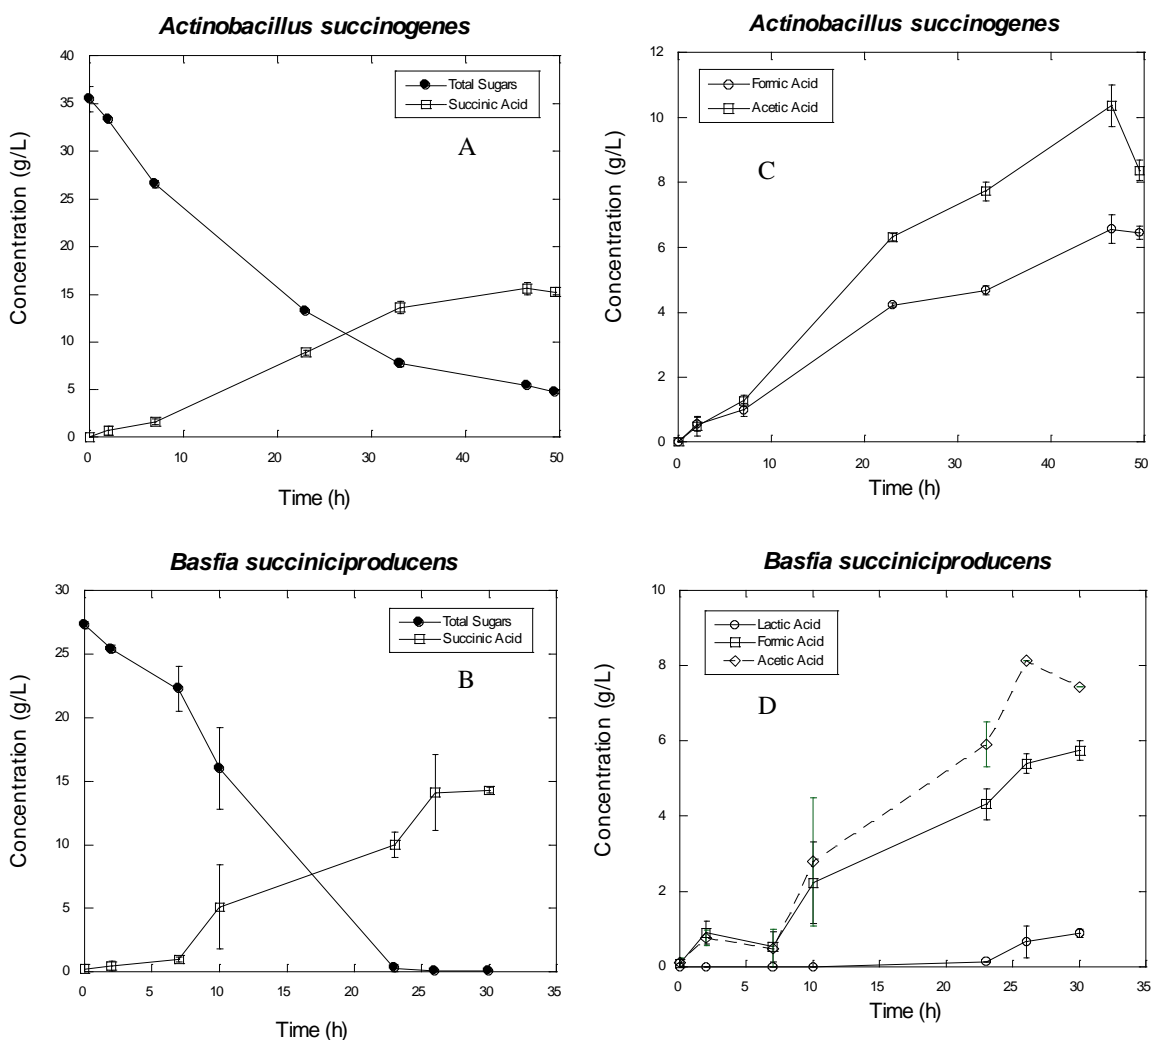 Actinobacillus succinogenes
40
35
30
25
20
15
10
5
0
Concentration (g/L)
Total Sugars
Succinic Acid
A
0 10 20 30 40 50
Time (h)
Actinobacillus succinogenes
12
10
8
6
4
2
0
Concentration (g/L)
Formic Acid
Acetic Acid
C
0 10 20 30 40 50
Time (h)
Basfia succiniciproducens
30
25
20
15
10
5
0
Concentration (g/L)
Total Sugars
Succinic Acid
B
0 5 10 15 20 25 30 35
Time (h)
Basfia succiniciproducens
10
8
6
4
2
0
Concentration (g/L)
Lactic Acid
Formic Acid
Acetic Acid
D
0 5 10 15 20 25 30 35
Time (h)